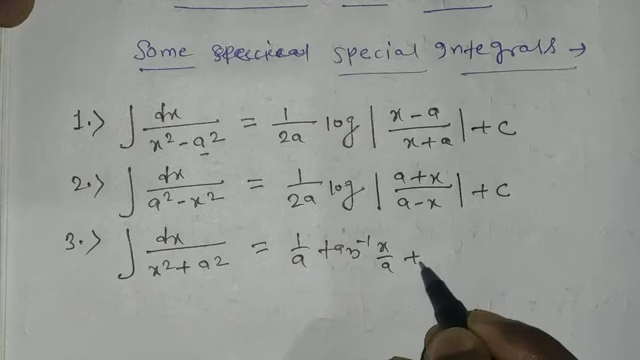 Some special Integrals →
1.> ∫ dx / (x² - a²) = 1/2a log | (x - a) / (x + a) | + c
2.> ∫ dx / (a² - x²) = 1/2a log | (a + x) / (a - x) | + c
3.> ∫ dx / (x² + a²) = 1/a tan⁻¹ x/a +